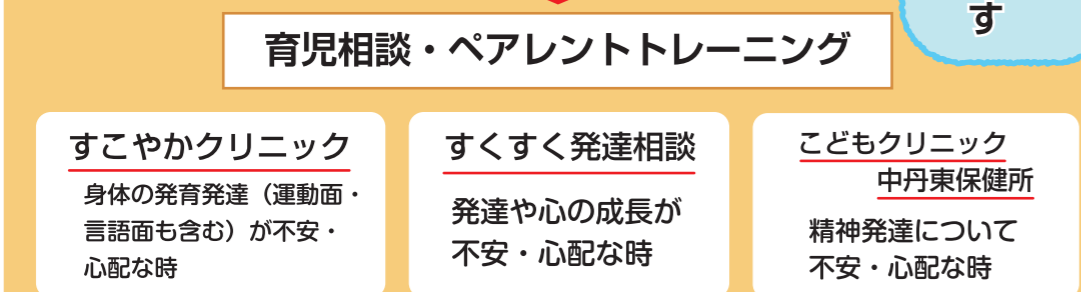 す
育児相談・ペアレントトレーニング
すこやかクリニック
身体の発育発達（運動面・
言語面も含む）が不安・
心配な時
すくすく発達相談
発達や心の成長が
不安・心配な時
こどもクリニック
中丹東保健所
精神発達について
不安・心配な時